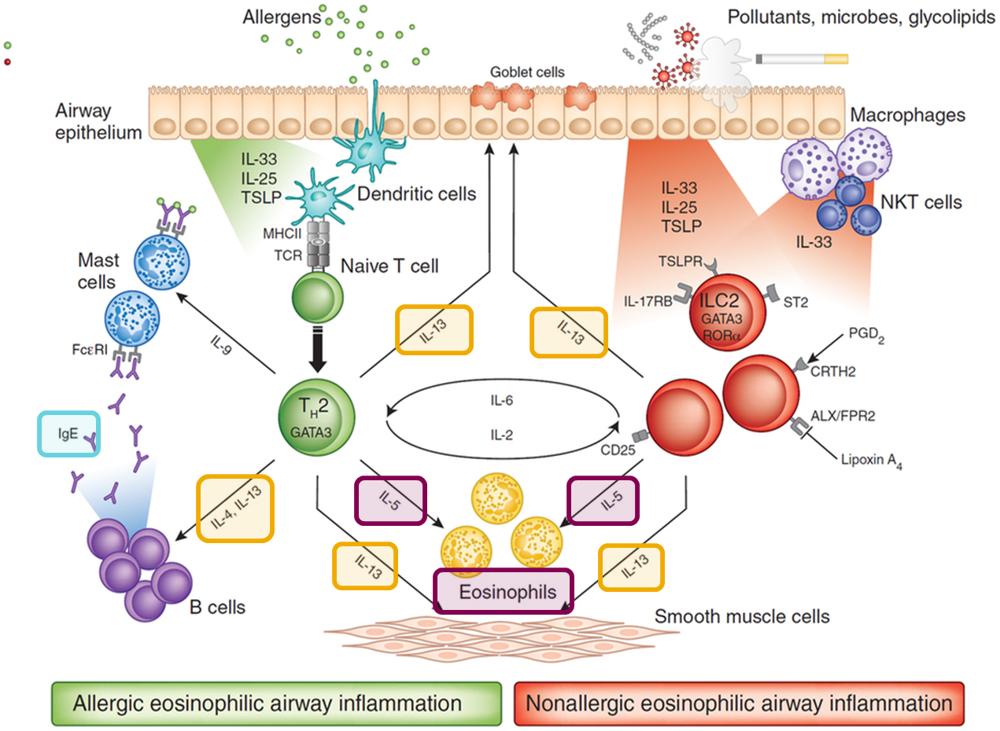 Allergens
Pollutants, microbes, glycolipids
Goblet cells
Airway
epithelium
Macrophages
IL-33
IL-25
TSLP
Dendritic cells
IL-33
IL-25
TSLP
NKT cells
IL-33
MHCII
TCR
Naive T cell
Mast
cells
TSLPR
IL-17RB
ILC2
GATA3
RORα
ST2
FcεRI
IL-9
IL-13
IL-13
PGD2
CRTH2
TH2
GATA3
IL-6
IL-2
CD25
ALX/FPR2
Lipoxin A4
IgE
IL-4, IL-13
IL-5
IL-5
IL-13
IL-13
Eosinophils
B cells
Smooth muscle cells
Allergic eosinophilic airway inflammation
Nonallergic eosinophilic airway inflammation